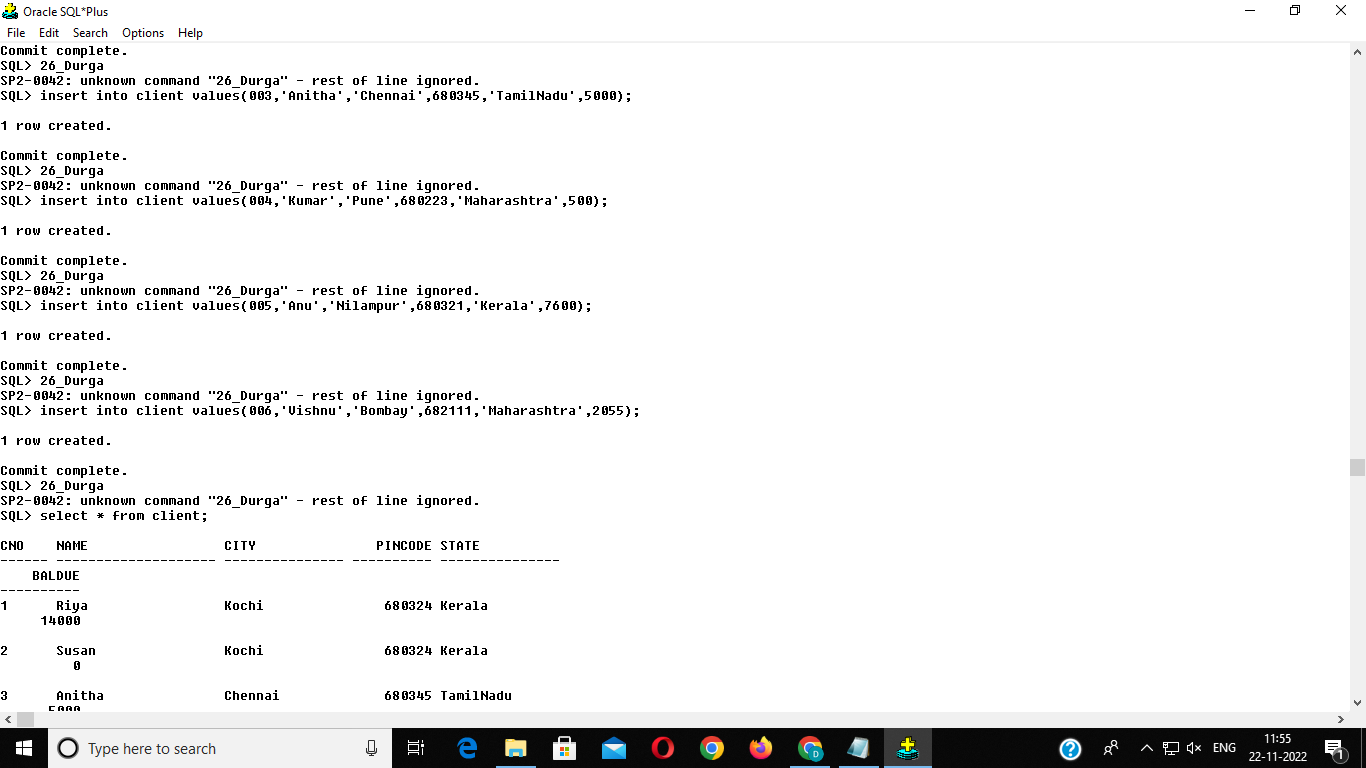 Oracle SQL*Plus
File Edit Search Options Help
Commit complete.
SQL> 26_Durga
SP2-0042: unknown command "26_Durga" - rest of line ignored.
SQL> insert into client values(003,'Anitha','Chennai',680345,'TamilNadu',5000);
1 row created.
Commit complete.
SQL> 26_Durga
SP2-0042: unknown command "26_Durga" - rest of line ignored.
SQL> insert into client values(004,'Kumar','Pune',680223,'Maharashtra',500);
1 row created.
Commit complete.
SQL> 26_Durga
SP2-0042: unknown command "26_Durga" - rest of line ignored.
SQL> insert into client values(005,'Anu','Nilampur',680321,'Kerala',7600);
1 row created.
Commit complete.
SQL> 26_Durga
SP2-0042: unknown command "26_Durga" - rest of line ignored.
SQL> insert into client values(006,'Vishnu','Bombay',682111,'Maharashtra',2055);
1 row created.
Commit complete.
SQL> 26_Durga
SP2-0042: unknown command "26_Durga" - rest of line ignored.
SQL> select * from client;
CNO    NAME                 CITY               PINCODE STATE
------ -------------------- --------------- ---------- ---------------
    BALDUE
----------
1      Riya                 Kochi               680324 Kerala
     14000
2      Susan                Kochi               680324 Kerala
         0
3      Anitha               Chennai             680345 TamilNadu
      5000
Type here to search
D
ENG
11:55
22-11-2022
1